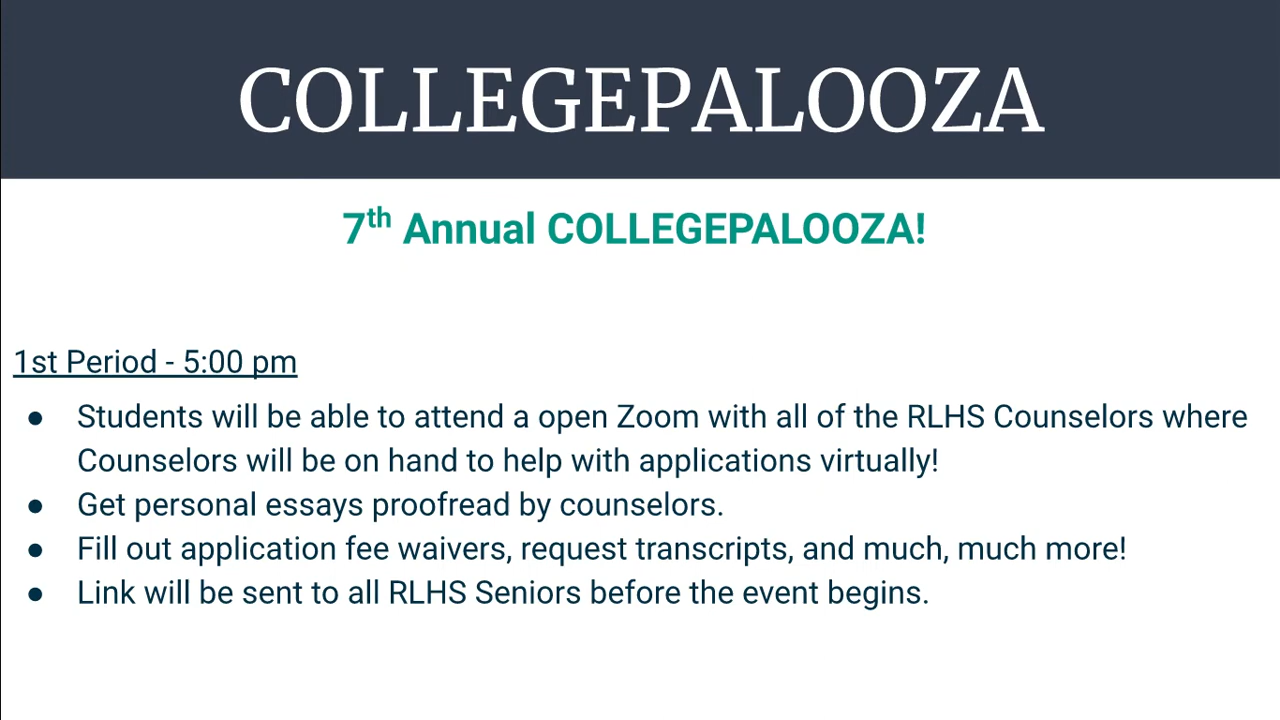 COLLEGEPALOOZA
7th Annual COLLEGEPALOOZA!
1st Period - 5:00 pm
● Students will be able to attend a open Zoom with all of the RLHS Counselors where
Counselors will be on hand to help with applications virtually!
● Get personal essays proofread by counselors.
● Fill out application fee waivers, request transcripts, and much, much more!
● Link will be sent to all RLHS Seniors before the event begins.